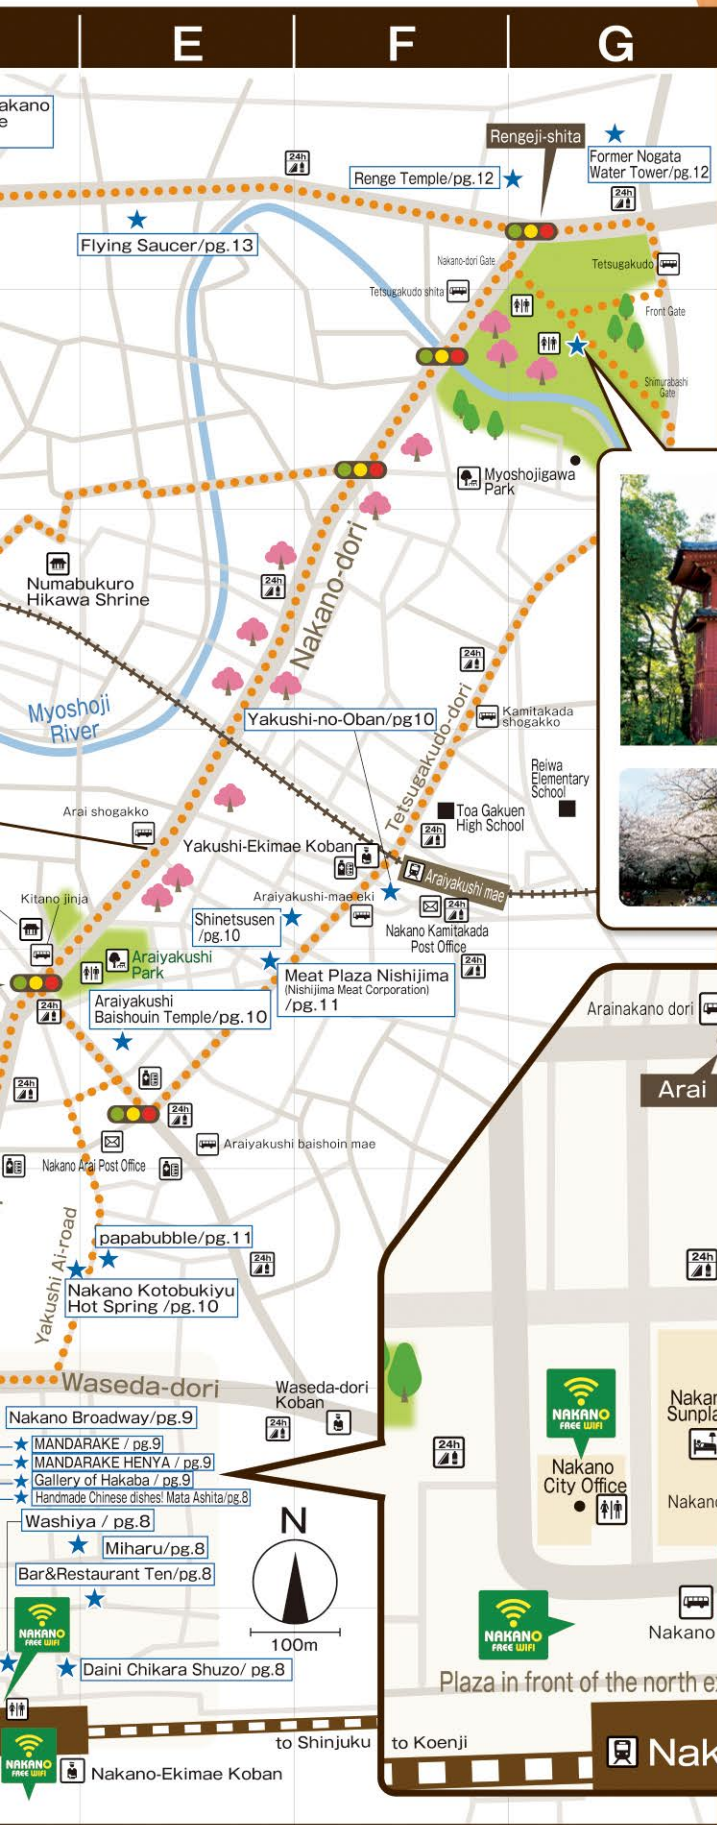 E
F
G
akano
e
24h
Rengeji-shita
Former Nogata
Water Tower/pg.12
Renge Temple/pg.12
24h
Flying Saucer/pg.13
Nakano-dori Gate
Tetsugakudo
Tetsugakudo shita
Front Gate
Shimurabashi
Gate
Myoshojigawa
Park
Numabukuro
Hikawa Shrine
24h
Nakano-dori
24h
Myoshoji
River
Yakushi-no-Oban/pg10
Kamitakada
shogakko
Tetsugakudo-dori
Reiwa
Elementary
School
Arai shogakko
Toa Gakuen
High School
24h
Yakushi-Ekimae Koban
Araiyakushi mae
Kitano jinja
Araiyakushi-mae eki
24h
Shinetsusen
/pg.10
Nakano Kamitakada
Post Office
24h
Araiyakushi
Park
Meat Plaza Nishijima
(Nishijima Meat Corporation)
/pg.11
24h
Araiyakushi
Baishouin Temple/pg.10
Arainakano dori
Arai
24h
24h
Araiyakushi baishoin mae
Nakano Arai Post Office
Yakushi Ai-road
papabubble/pg.11
24h
24h
Nakano Kotobukiyu
Hot Spring /pg.10
Waseda-dori
Waseda-dori
Koban
24h
Nakano Broadway/pg.9
MANDARAKE / pg.9
MANDARAKE HENYA / pg.9
Gallery of Hakaba / pg.9
Handmade Chinese dishes! Mata Ashita/pg.8
Washiya / pg.8
Miharu/pg.8
Bar&Restaurant Ten/pg.8
NAKANO
FREE WiFi
Daini Chikara Shuzo/ pg.8
N
100m
NAKANO
FREE WiFi
Nakano-Ekimae Koban
to Shinjuku
to Koenji
24h
NAKANO
FREE WiFi
Nakano
City Office
Nakan
Sunpla
Nakano
NAKANO
FREE WiFi
Nakano
Plaza in front of the north ex
Nak